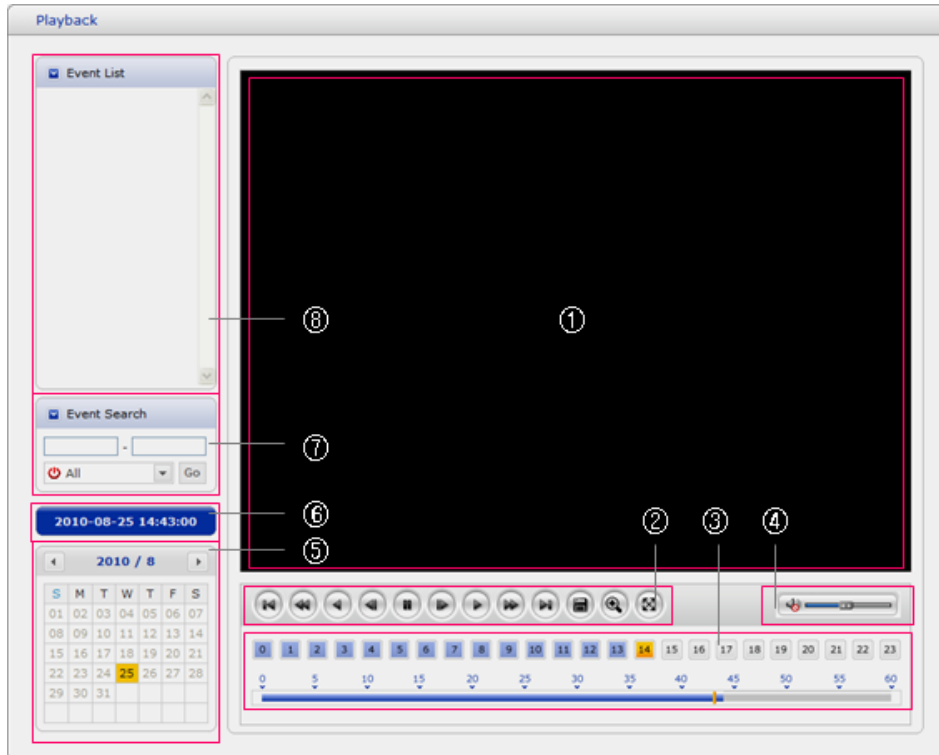 Playback
Event List
⑧
①
Event Search
-
⑦
All Go
2010-08-25 14:43:00
⑥
② ③ ④
⑤
2010 / 8
S M T W T F S
01 02 03 04 05 06 07
08 09 10 11 12 13 14
15 16 17 18 19 20 21
22 23 24 25 26 27 28
29 30 31
0 1 2 3 4 5 6 7 8 9 10 11 12 13 14 15 16 17 18 19 20 21 22 23
0 5 10 15 20 25 30 35 40 45 50 55 60